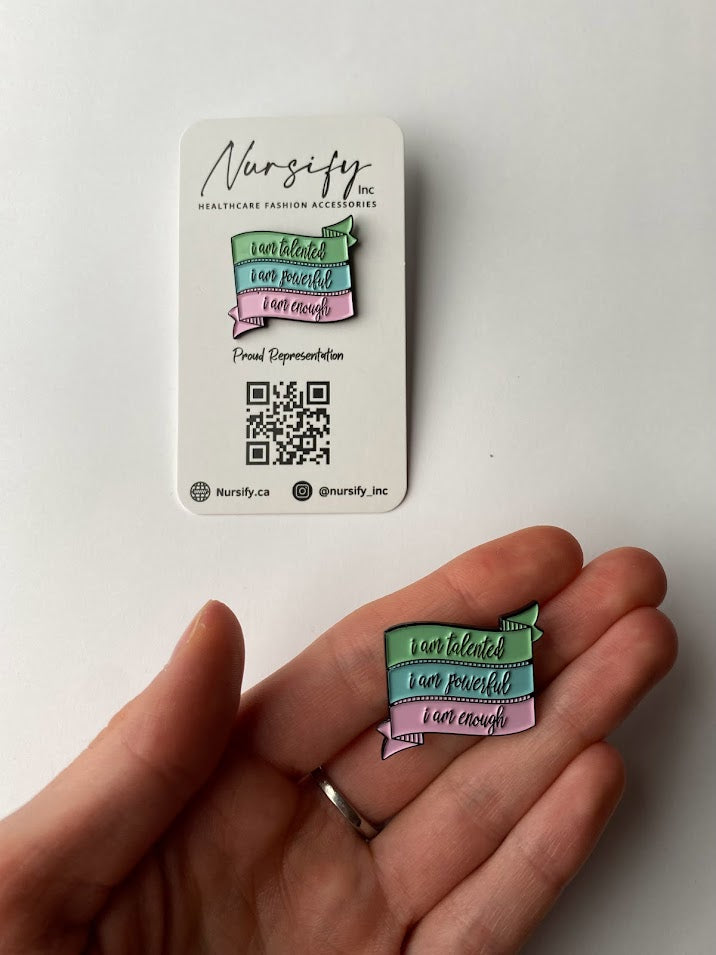 Nursify
Inc
HEALTHCARE FASHION ACCESSORIES
i am talented
i am powerful
i am enough
Proud Representation
Nursify.ca @nursify_inc
i am talented
i am powerful
i am enough